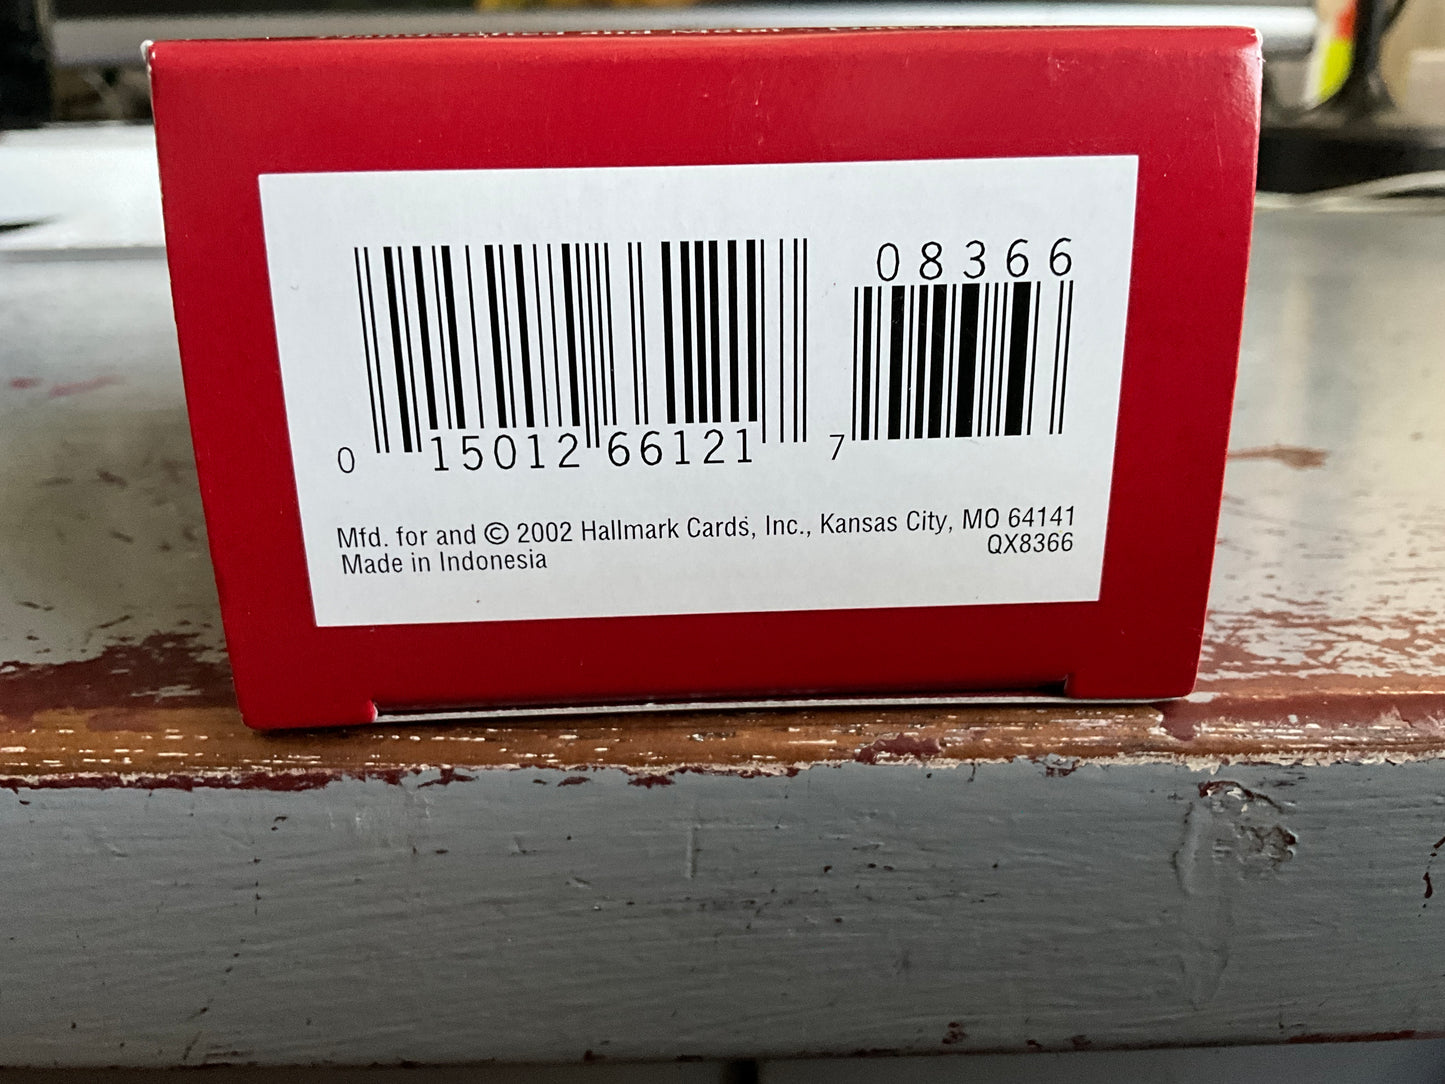 08366
0 15012 66121 7
Mfd. for and © 2002 Hallmark Cards, Inc., Kansas City, MO 64141
QX8366
Made in Indonesia